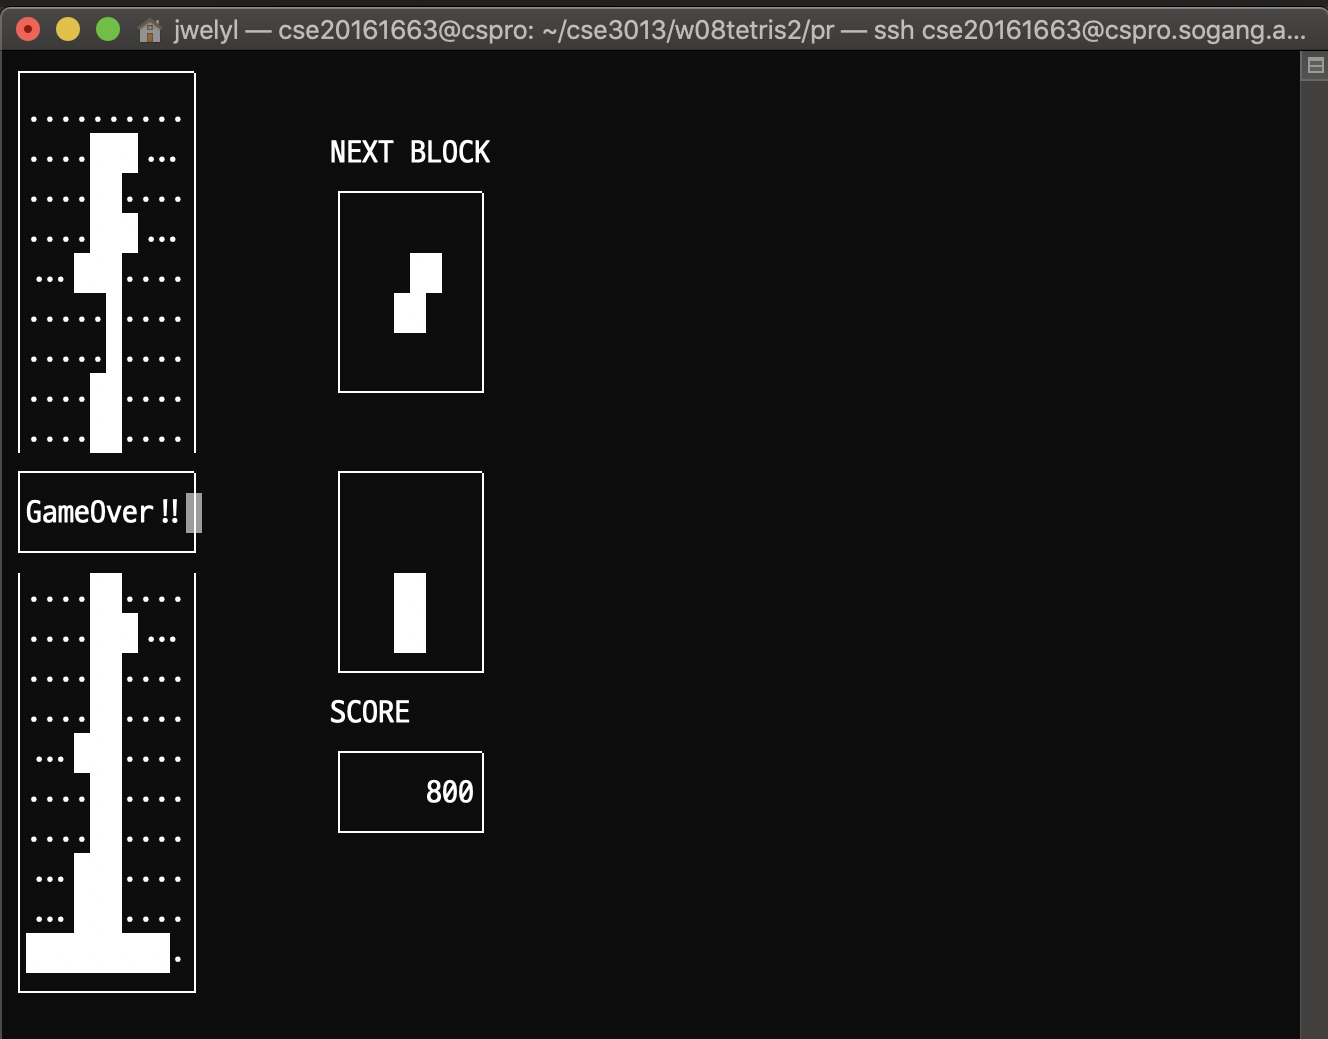 jwelyl — cse20161663@cspro: ~/cse3013/w08tetris2/pr — ssh cse20161663@cspro.sogang.a...
NEXT BLOCK
GameOver!!
SCORE
800